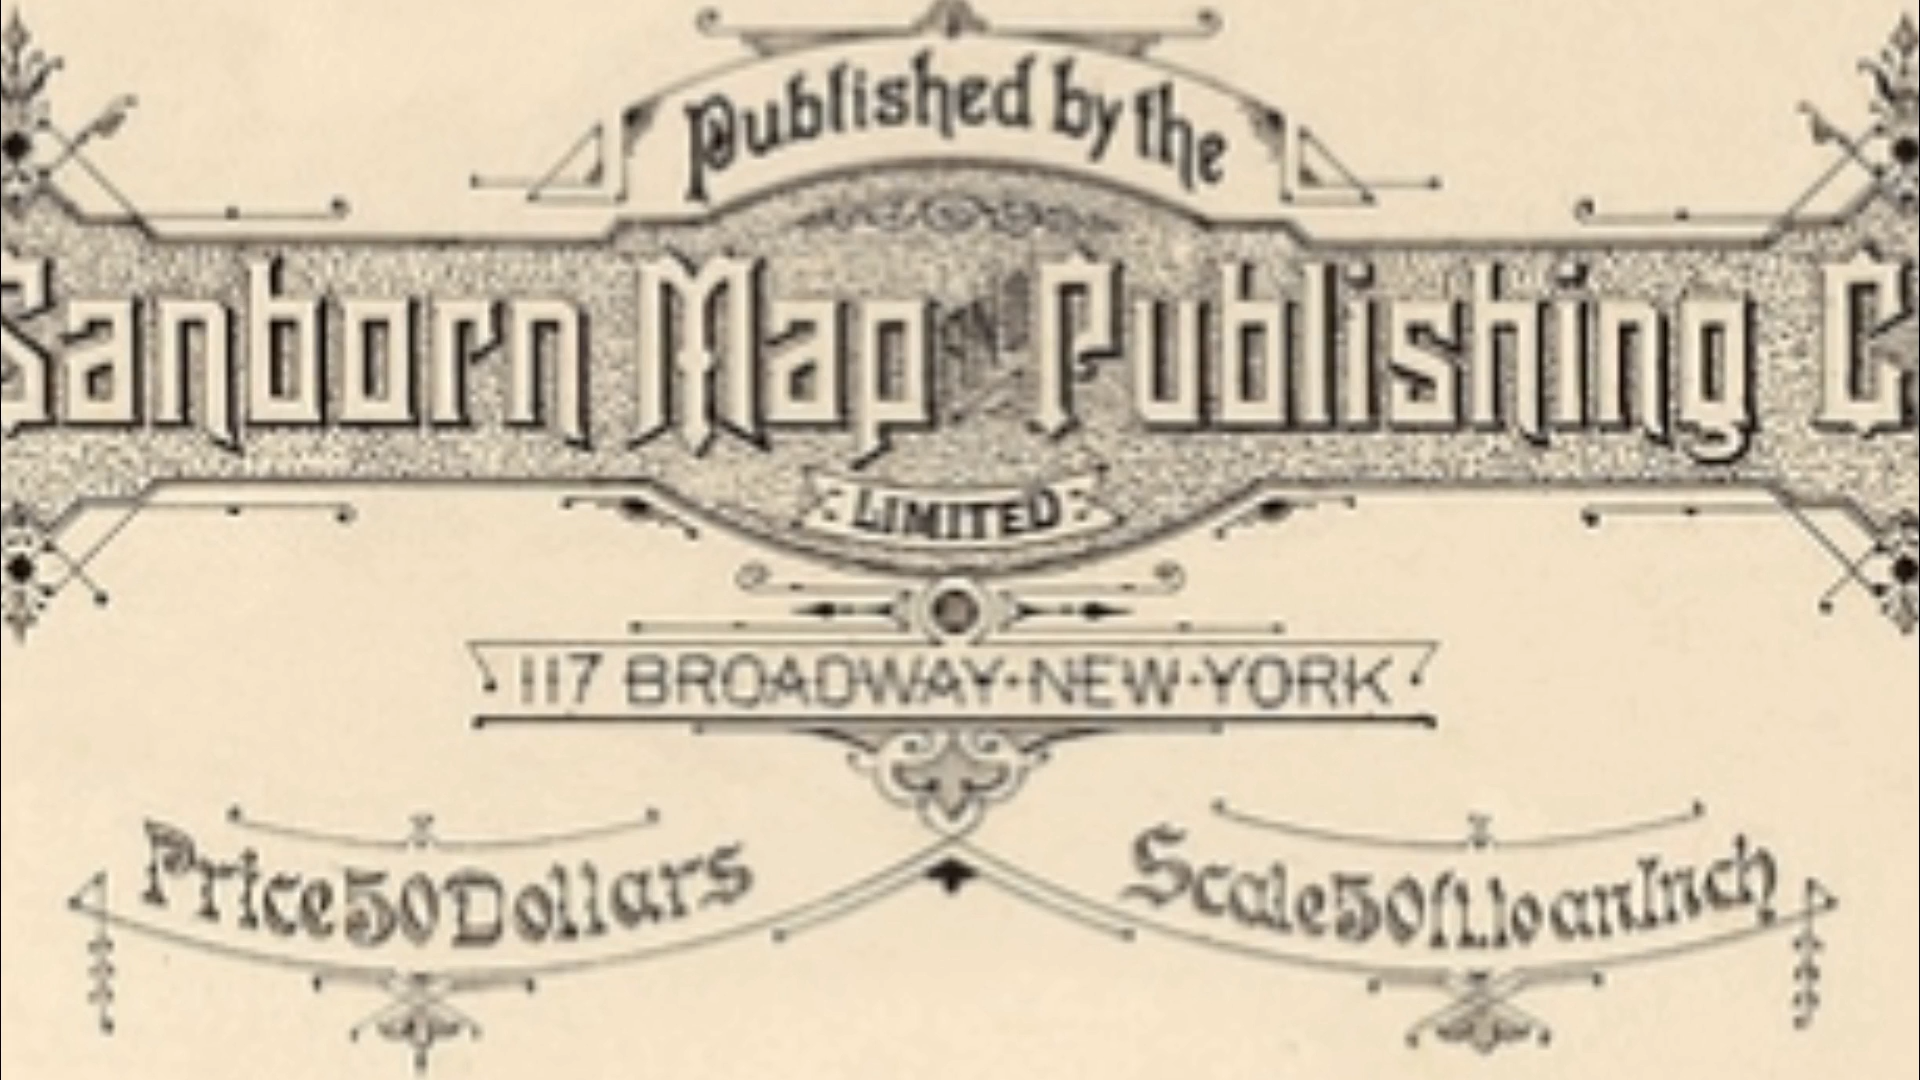 Published by the
Sanborn Map Publishing C
LIMITED
117 BROADWAY·NEW·YORK
Price 50 Dollars
Scale 50 ft. to an Inch